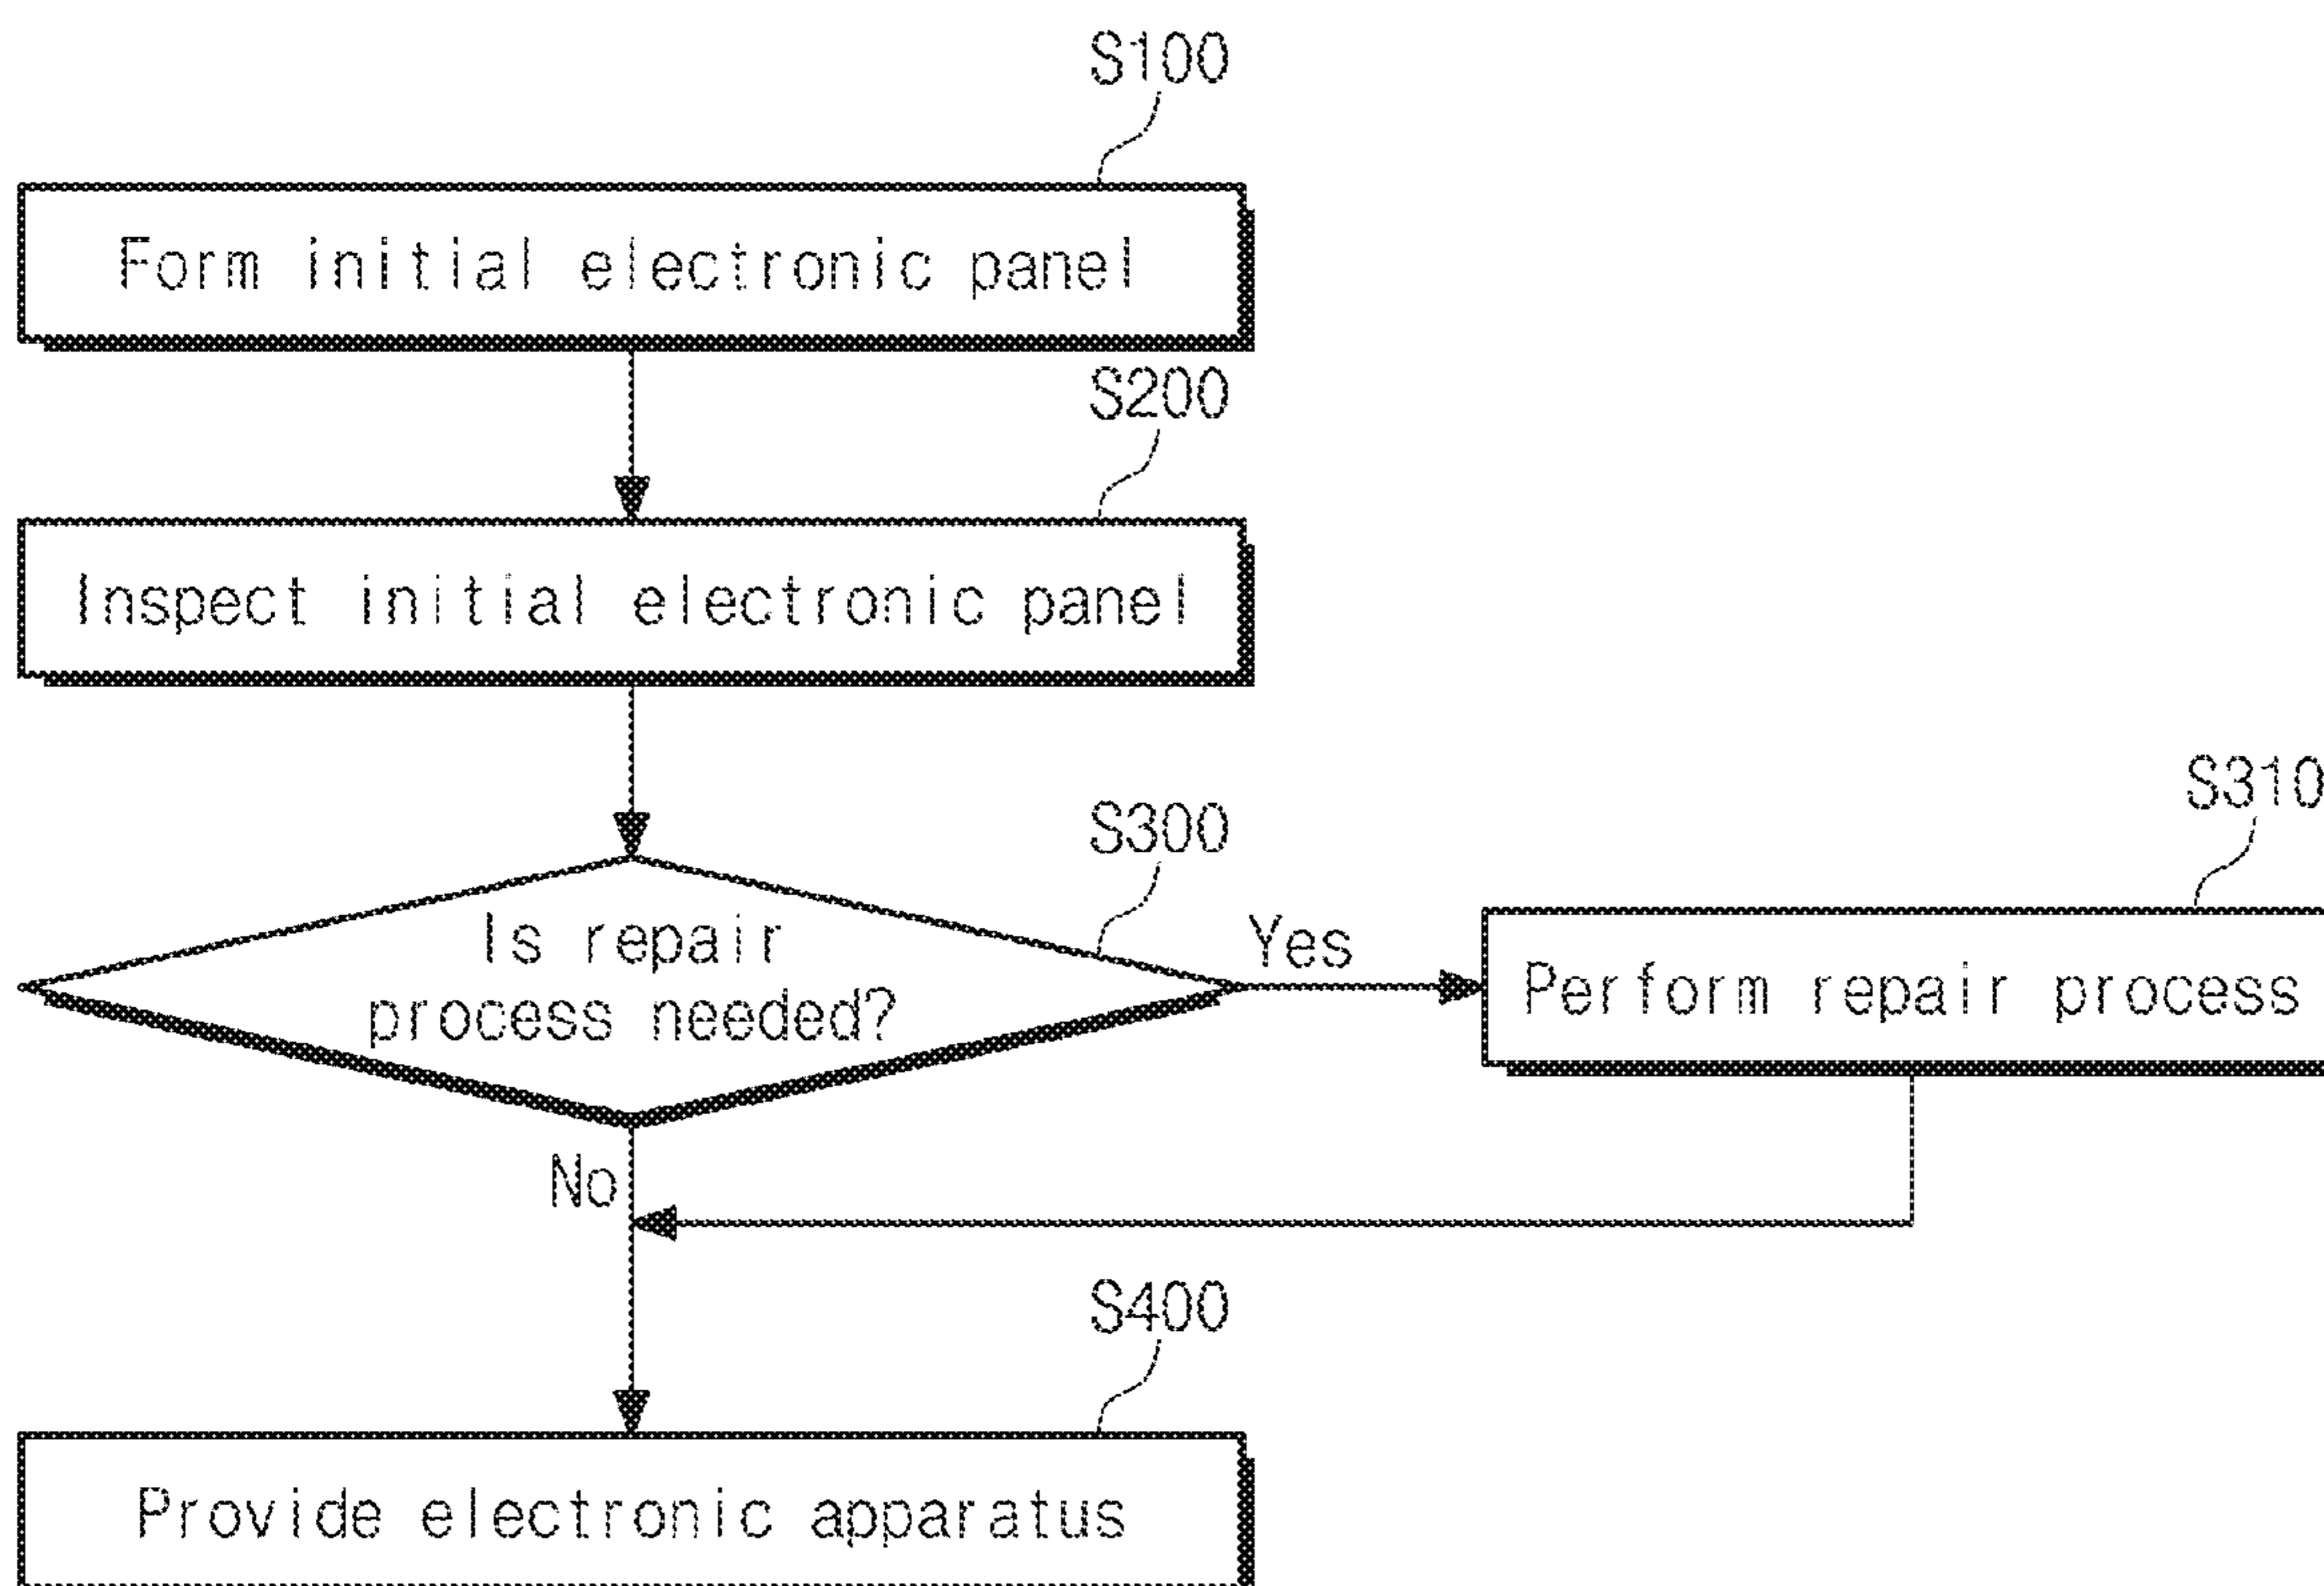 S100
Form initial electronic panel
S200
Inspect initial electronic panel
S300
Is repair
process needed?
Yes
S310
Perform repair process
No
S400
Provide electronic apparatus